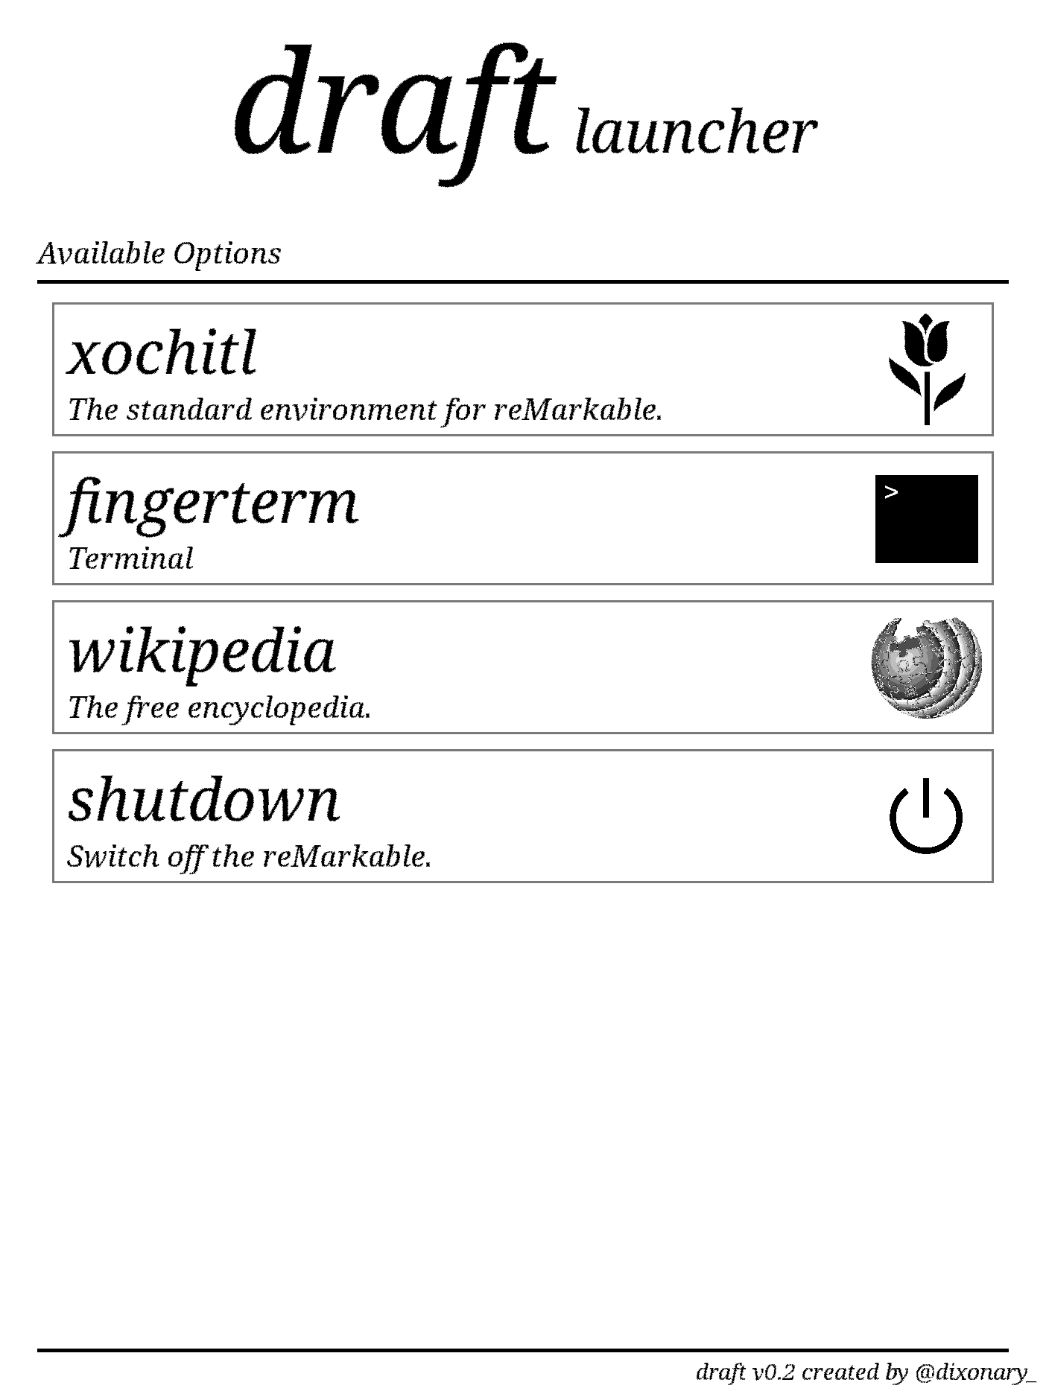 draft launcher
Available Options
xochitl
The standard environment for reMarkable.
fingerterm
Terminal
>
wikipedia
The free encyclopedia.
shutdown
Switch off the reMarkable.
draft v0.2 created by @dixonary_